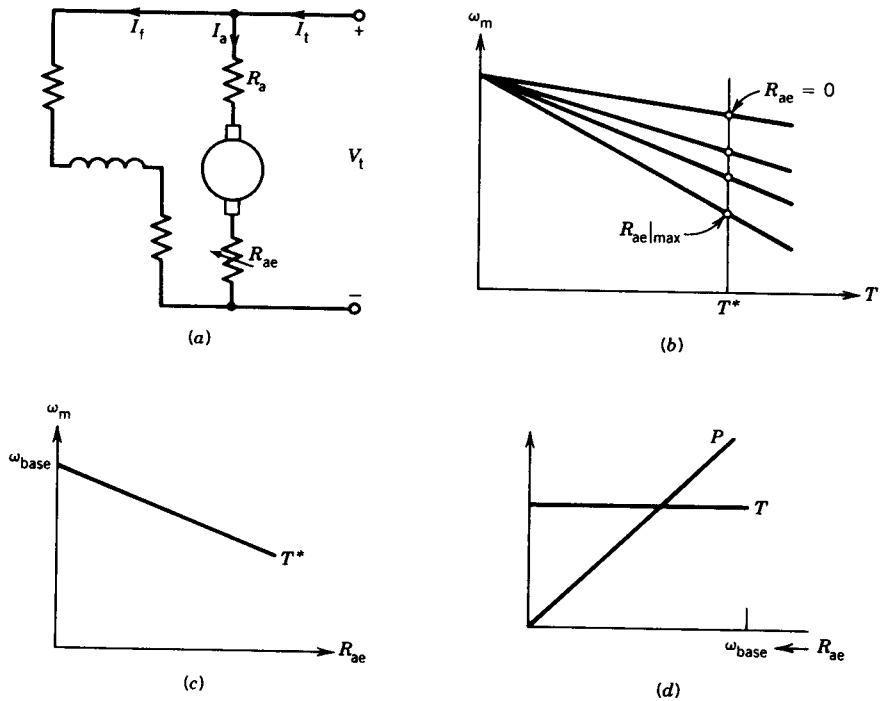 I_f
I_a
I_t
+
R_a
V_t
R_ae
−
(a)
ω_m
R_ae = 0
R_ae|max
T*
T
(b)
ω_m
ω_base
T*
R_ae
(c)
P
T
ω_base ← R_ae
(d)